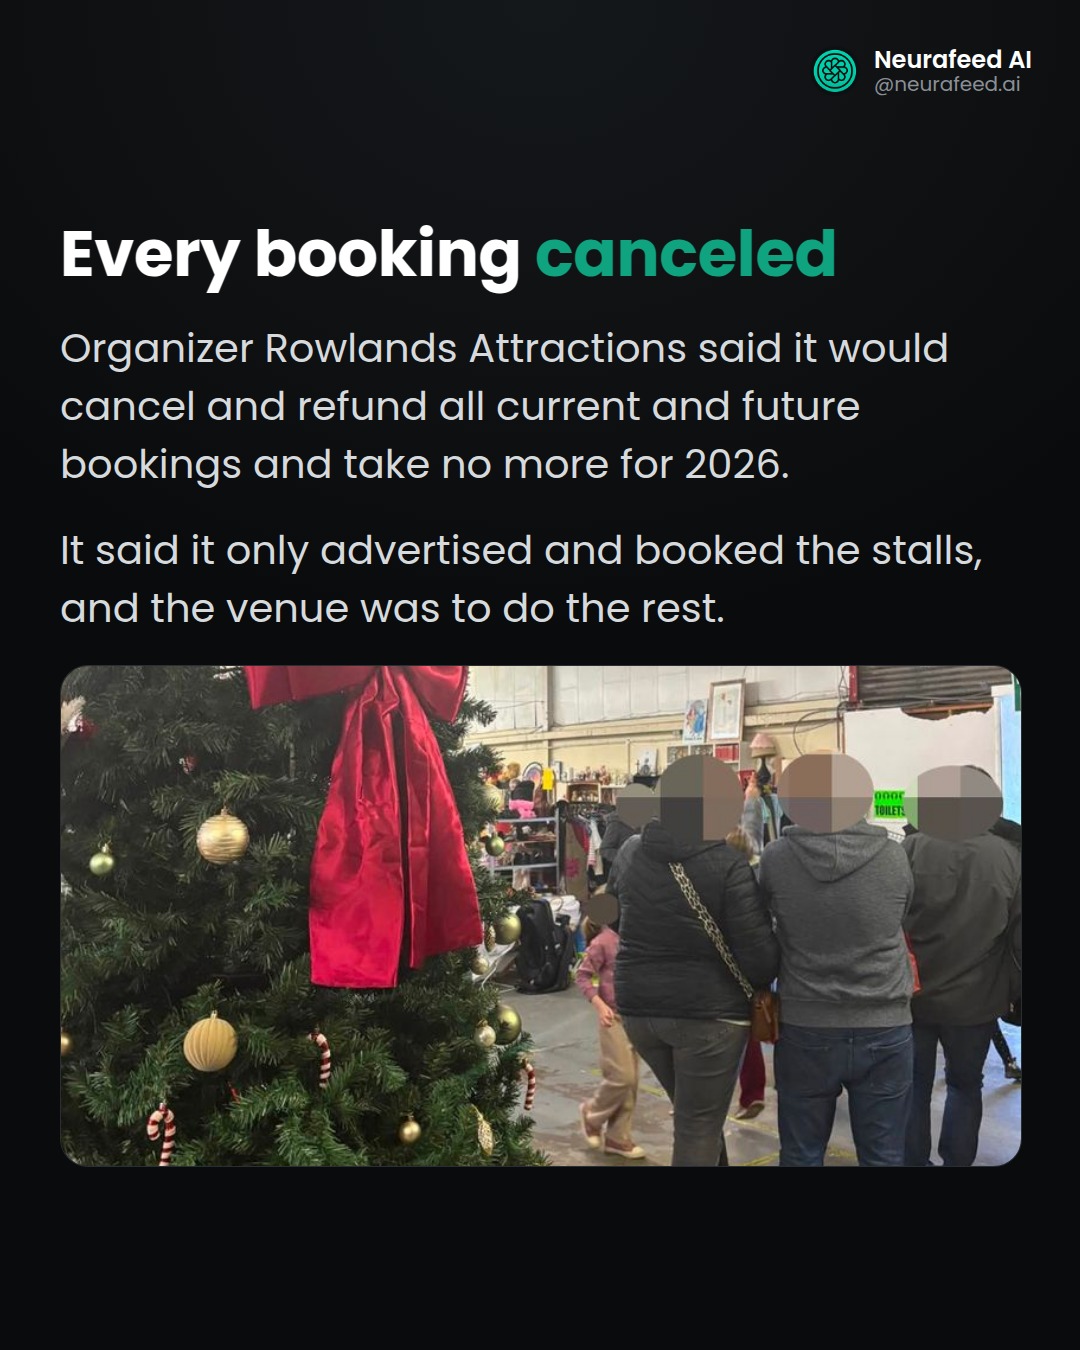 Neurafeed AI
@neurafeed.ai
Every booking canceled
Organizer Rowlands Attractions said it would
cancel and refund all current and future
bookings and take no more for 2026.
It said it only advertised and booked the stalls,
and the venue was to do the rest.
TOILETS